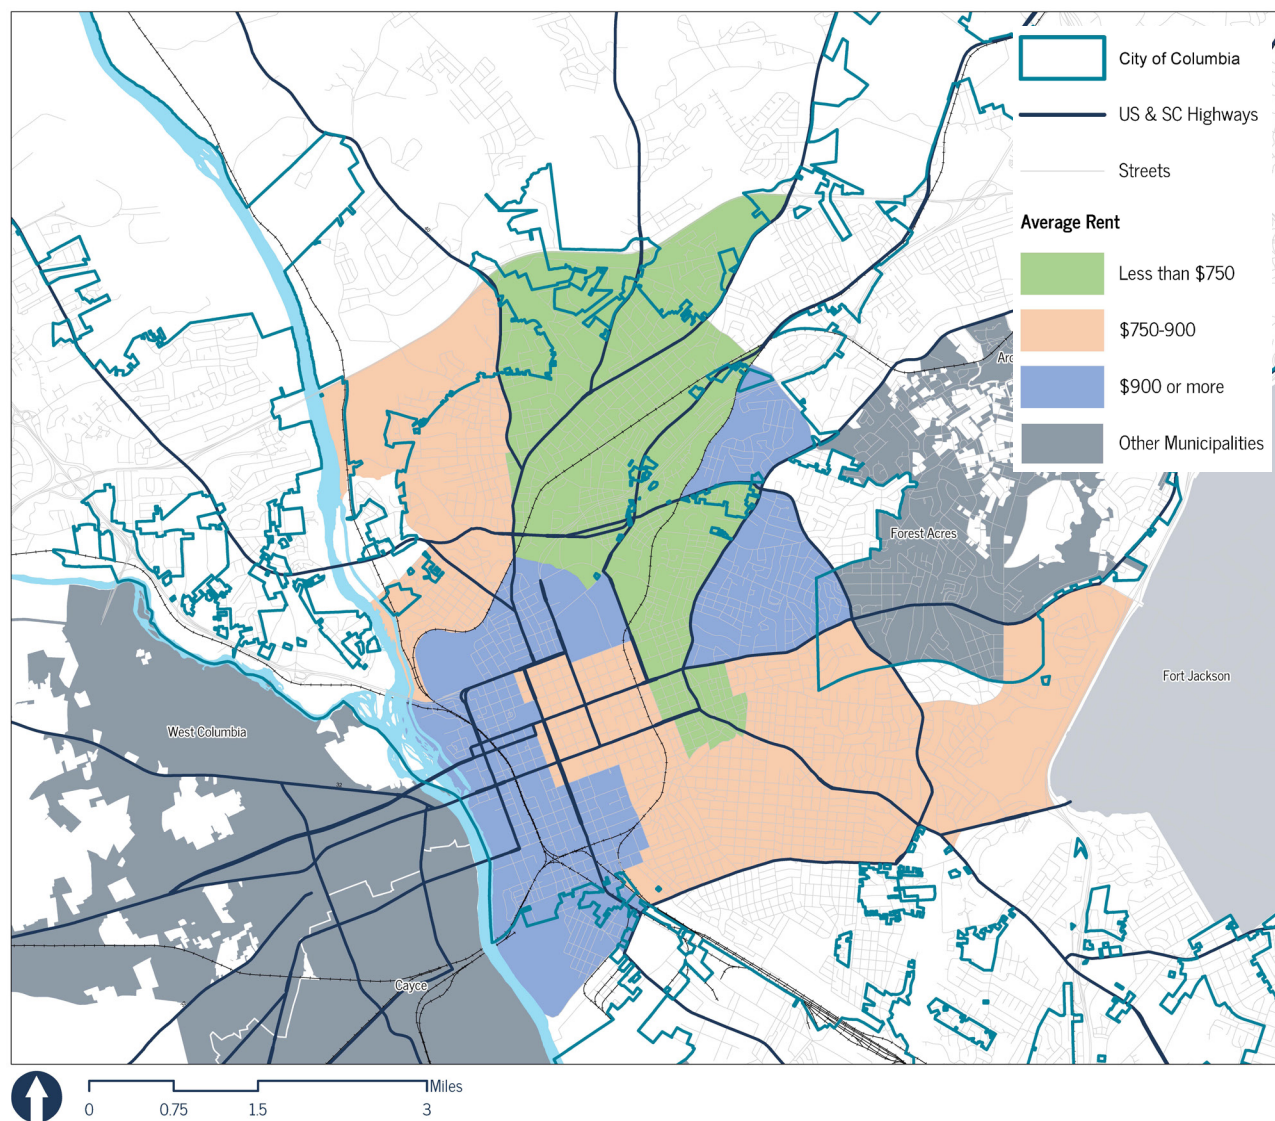 City of Columbia
US & SC Highways
Streets
Average Rent
Less than $750
$750-900
$900 or more
Other Municipalities
Forest Acres
Fort Jackson
West Columbia
Cayce
Miles
0 0.75 1.5 3